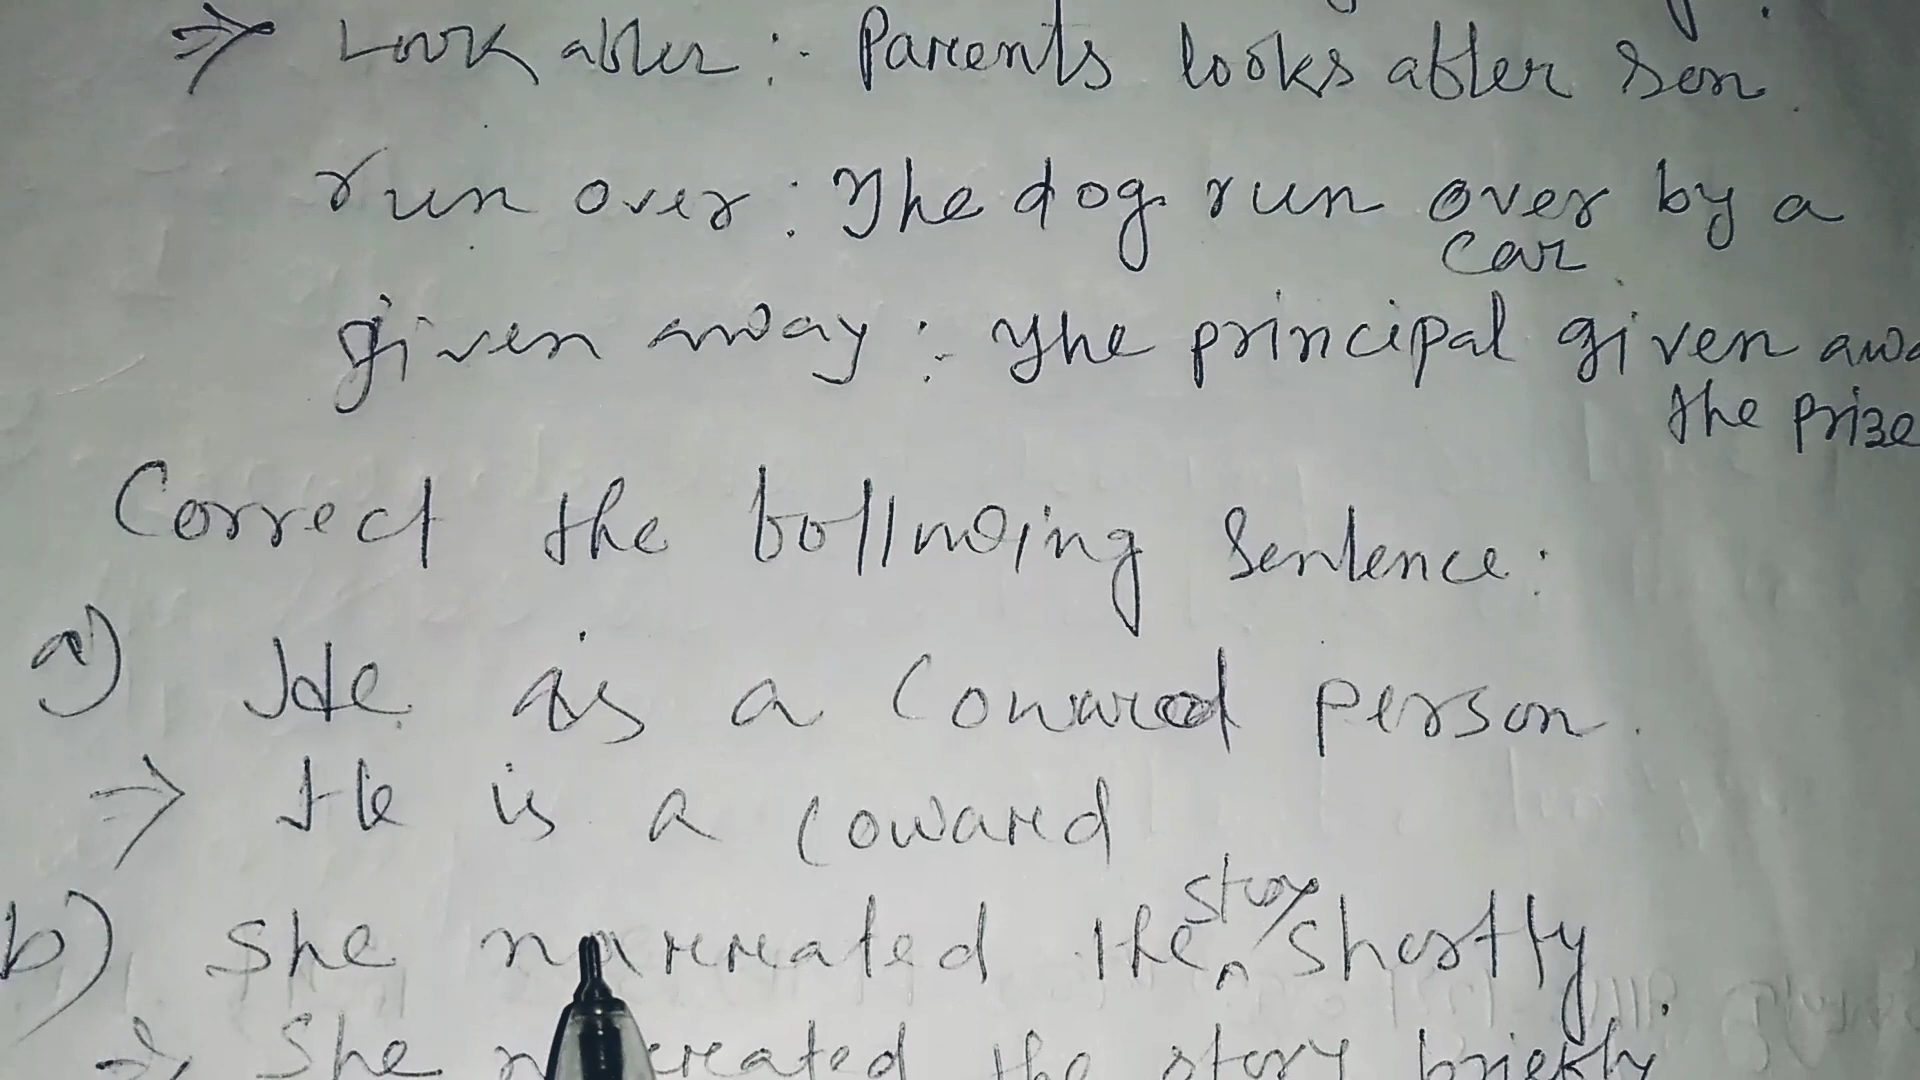 ⇒ Look after :- Parents looks after son.
run over : The dog run over by a
car.
given away : The principal given awa
the prize
Correct the following Sentence.
a) He is a Coward person.
⇒ He is a coward
b) She narreated the story shortly.
⇒ She n reated the story briefly